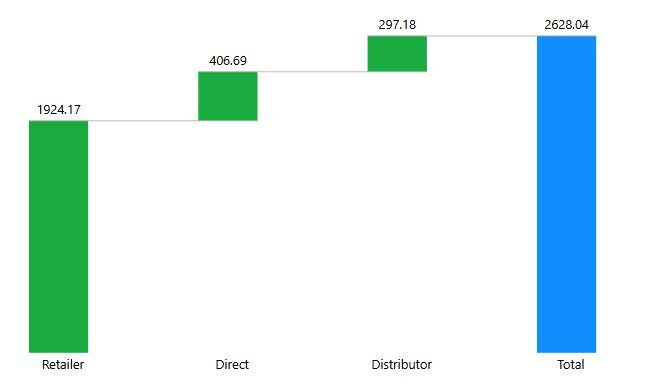 297.18
2628.04
406.69
1924.17
Retailer
Direct
Distributor
Total